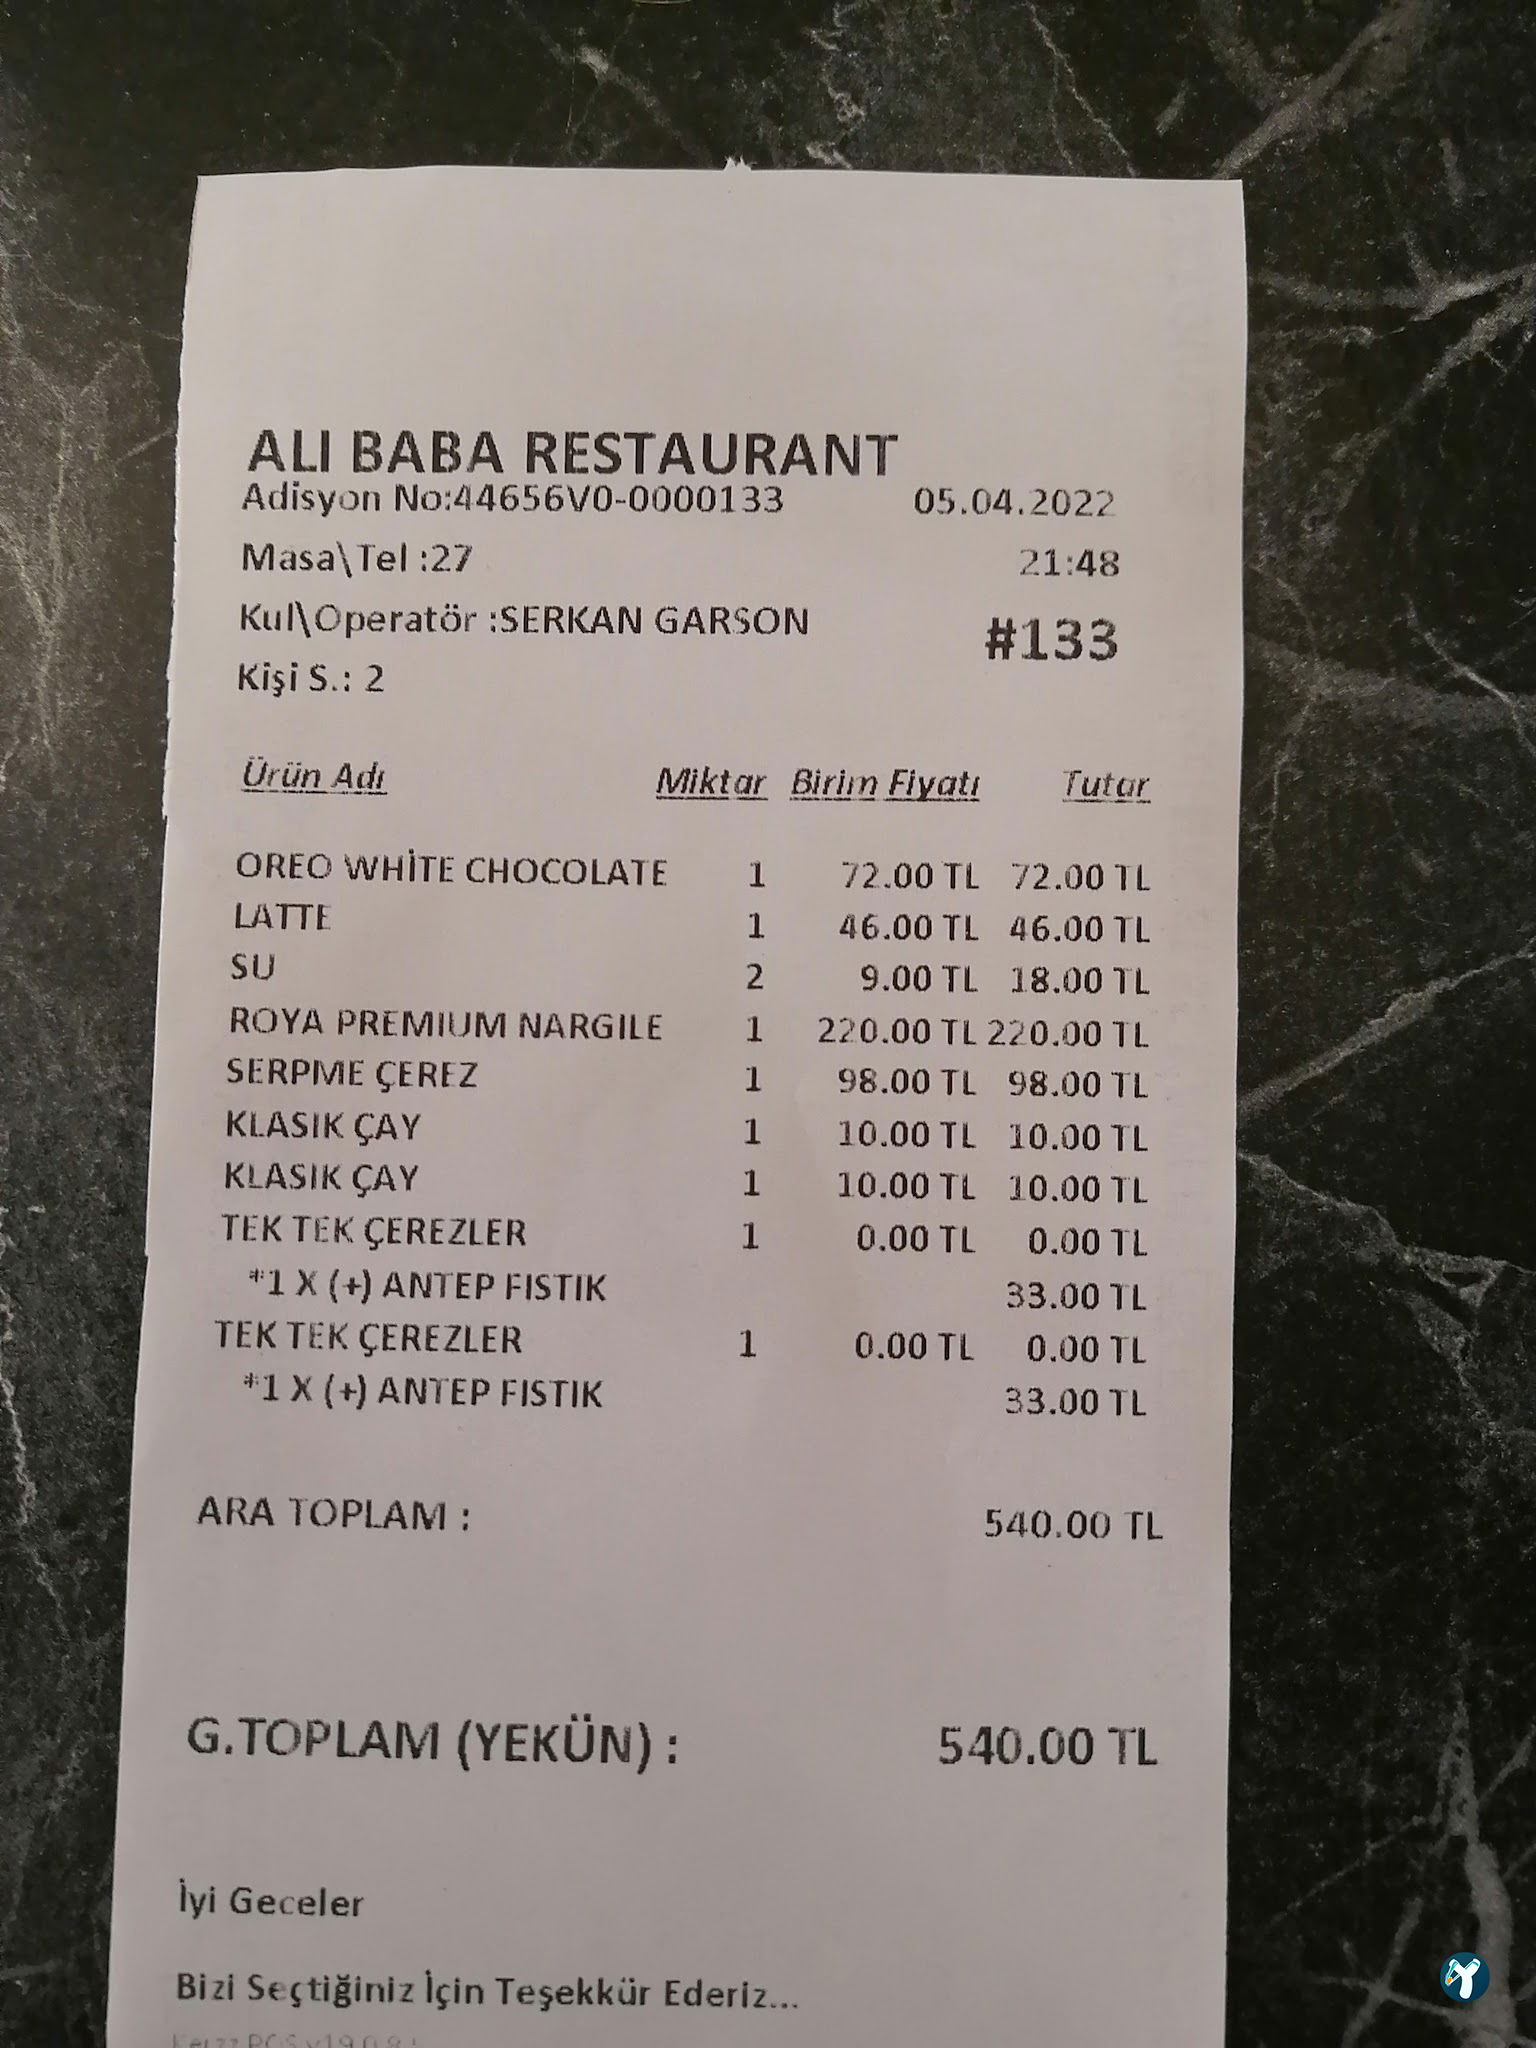 ALI BABA RESTAURANT
Adisyon No:44656V0-0000133 05.04.2022
Masa\Tel :27 21:48
Kul\Operatör :SERKAN GARSON #133
Kişi S.: 2
Ürün Adı Miktar Birim Fiyatı Tutar
OREO WHİTE CHOCOLATE 1 72.00 TL 72.00 TL
LATTE 1 46.00 TL 46.00 TL
SU 2 9.00 TL 18.00 TL
ROYA PREMIUM NARGILE 1 220.00 TL 220.00 TL
SERPME ÇEREZ 1 98.00 TL 98.00 TL
KLASIK ÇAY 1 10.00 TL 10.00 TL
KLASIK ÇAY 1 10.00 TL 10.00 TL
TEK TEK ÇEREZLER 1 0.00 TL 0.00 TL
*1 X (+) ANTEP FISTIK 33.00 TL
TEK TEK ÇEREZLER 1 0.00 TL 0.00 TL
*1 X (+) ANTEP FISTIK 33.00 TL
ARA TOPLAM : 540.00 TL
G.TOPLAM (YEKÜN) : 540.00 TL
İyi Geceler
Bizi Seçtiğiniz İçin Teşekkür Ederiz...